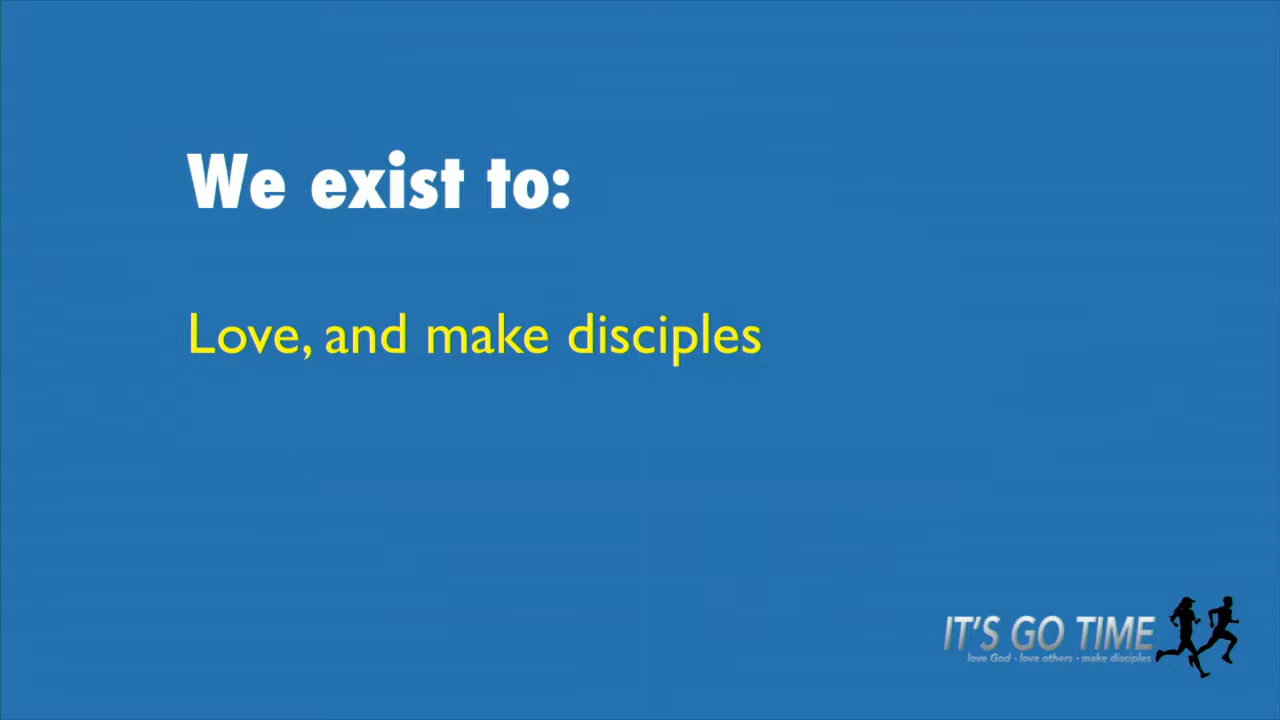 We exist to:
Love, and make disciples
IT'S GO TIME
love God · love others · make disciples